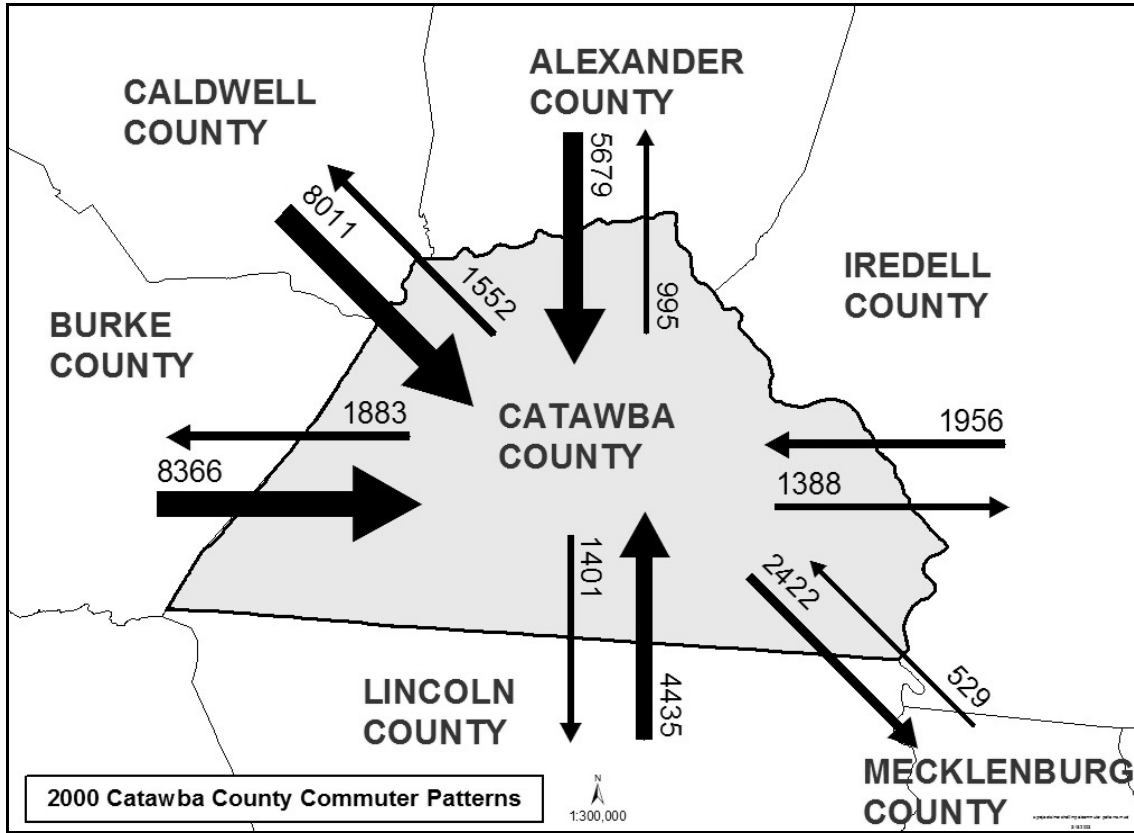 ALEXANDER
COUNTY
CALDWELL
COUNTY
5679
8011
1552
995
IREDELL
COUNTY
BURKE
COUNTY
1883
CATAWBA
COUNTY
1956
8366
1388
1401
2422
529
4435
LINCOLN
COUNTY
MECKLENBURG
COUNTY
2000 Catawba County Commuter Patterns
N
1:300,000